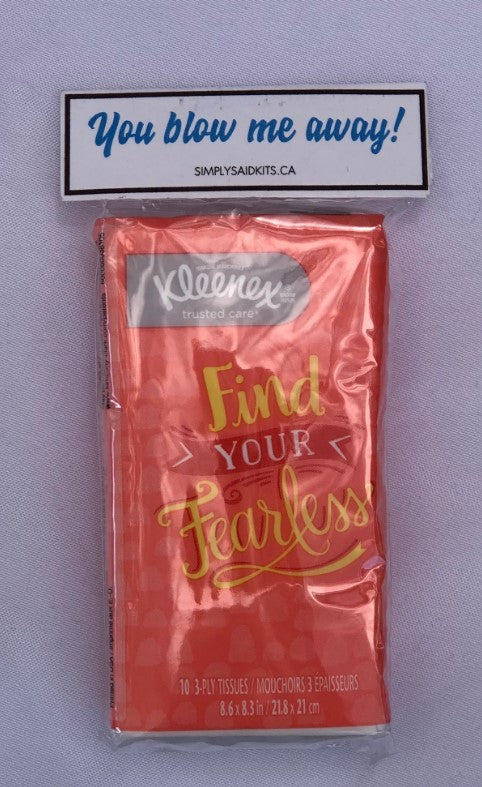 You blow me away!
SIMPLYSAIDKITS.CA
Kleenex
trusted care®
Find
YOUR
Fearless
10 3-PLY TISSUES / MOUCHOIRS 3 ÉPAISSEURS
8.6 x 8.3 in / 21.8 x 21 cm